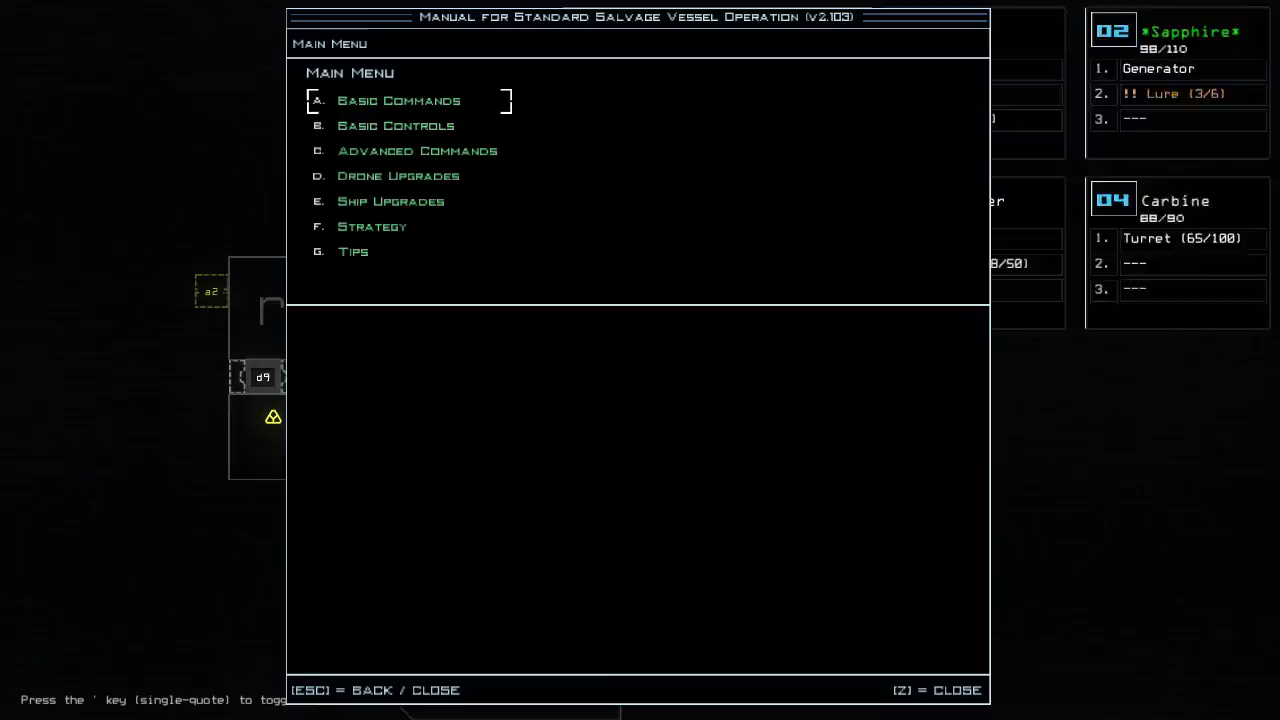 Manual for Standard Salvage Vessel Operation (v2.103)
Main Menu
Main Menu
A. Basic Commands
B. Basic Controls
C. Advanced Commands
D. Drone Upgrades
E. Ship Upgrades
F. Strategy
G. Tips
[ESC] = Back / Close
[Z] = Close
02 *Sapphire*
98/110
1. Generator
2. !! Lure (3/6)
3. ---
er
8/50)
04 Carbine
88/90
1. Turret (65/100)
2. ---
3. ---
a2
r
d9
Press the ' key (single-quote) to togg